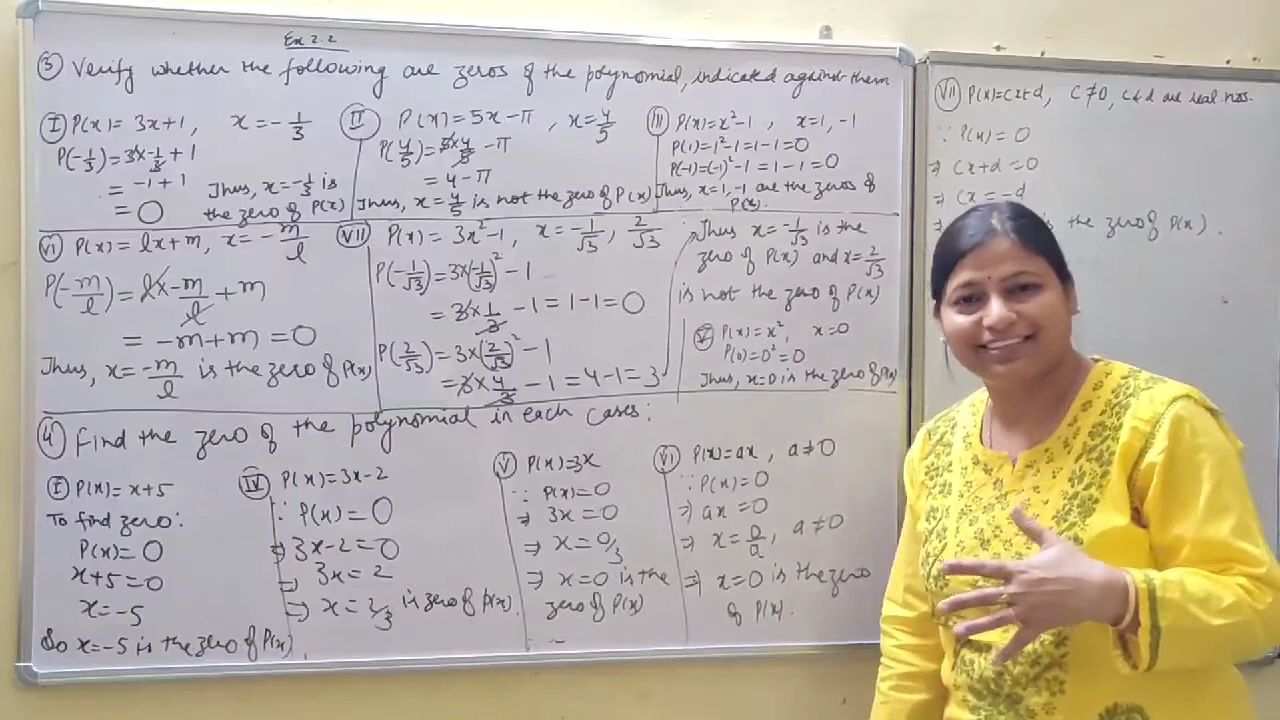 Ex 2.2
③ Verify whether the following are zeros of the polynomial, indicated against them
Ⓘ P(x) = 3x+1, x = -1/3
P(-1/3) = 3×-1/3 + 1
= -1+1
= 0
Thus, x = -1/3 is
the zero of P(x)
Ⓘ︎I P(x) = 5x-π, x = 4/5
P(4/5) = 5×4/5 - π
= 4-π
Thus, x = 4/5 is not the zero of P(x)
III P(x) = x²-1, x = 1, -1
P(1) = 1²-1 = 1-1 = 0
P(-1) = (-1)²-1 = 1-1 = 0
Thus, x = 1, -1 are the zeros of
P(x).
VI P(x) = lx+m, x = -m/l
P(-m/l) = l×-m/l + m
= -m+m = 0
Thus, x = -m/l is the zero of P(x)
VII P(x) = 3x²-1, x = -1/√3, 2/√3
P(-1/√3) = 3×(-1/√3)² - 1
= 3×1/3 - 1 = 1-1 = 0
P(2/√3) = 3×(2/√3)² - 1
= 3×4/3 - 1 = 4-1 = 3
Thus x = -1/√3 is the
zero of P(x) and x = 2/√3
is not the zero of P(x)
V P(x) = x², x = 0
P(0) = 0² = 0
Thus, x = 0 is the zero of P(x)
④ Find the zero of the polynomial in each cases:
I P(x) = x+5
To find zero:
P(x) = 0
x+5 = 0
x = -5
So x = -5 is the zero of P(x)
IV P(x) = 3x-2
∵ P(x) = 0
⇒ 3x-2 = 0
⇒ 3x = 2
⇒ x = 2/3 is zero of P(x).
V P(x) = 3x
∵ P(x) = 0
⇒ 3x = 0
⇒ x = 0/3
⇒ x = 0 is the
zero of P(x)
VI P(x) = ax, a ≠ 0
∵ P(x) = 0
⇒ ax = 0
⇒ x = 0/a, a ≠ 0
⇒ x = 0 is the zero
of P(x).
VII P(x) = cx+d, c ≠ 0, c & d are real nos.
∵ P(x) = 0
⇒ cx+d = 0
⇒ cx = -d
⇒ is the zero of P(x).